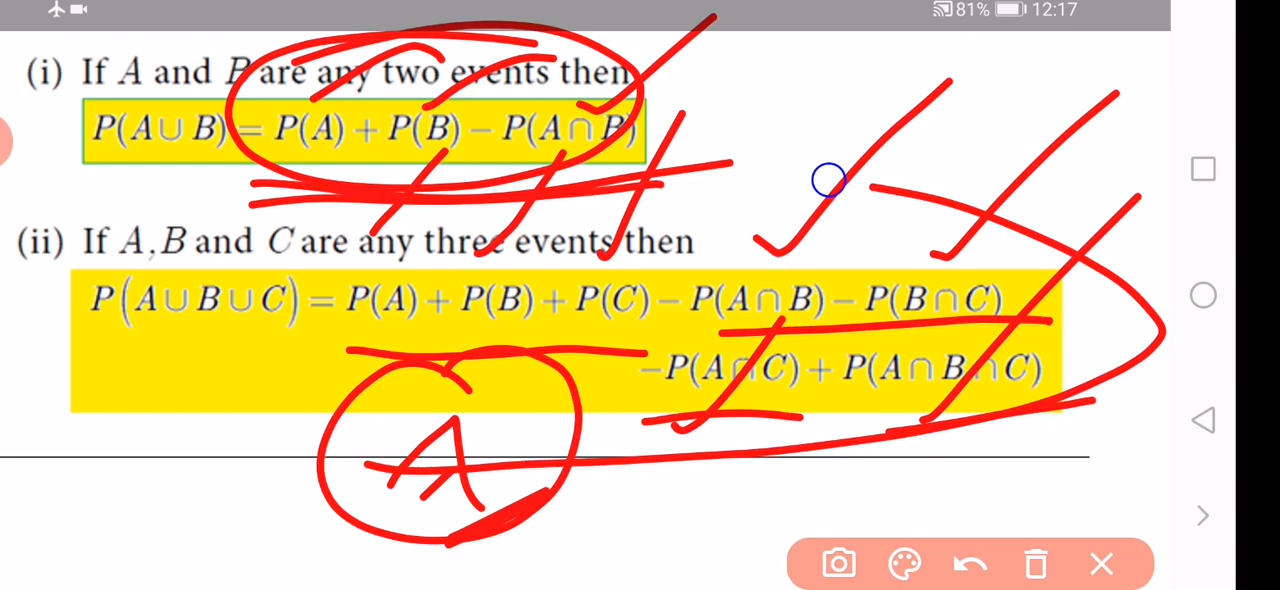 81% 12:17
(i) If A and B are any two events then
P(A∪B) = P(A) + P(B) − P(A∩B)
(ii) If A,B and C are any three events then
P(A∪B∪C) = P(A) + P(B) + P(C) − P(A∩B) − P(B∩C)
−P(A∩C) + P(A∩B∩C)
A